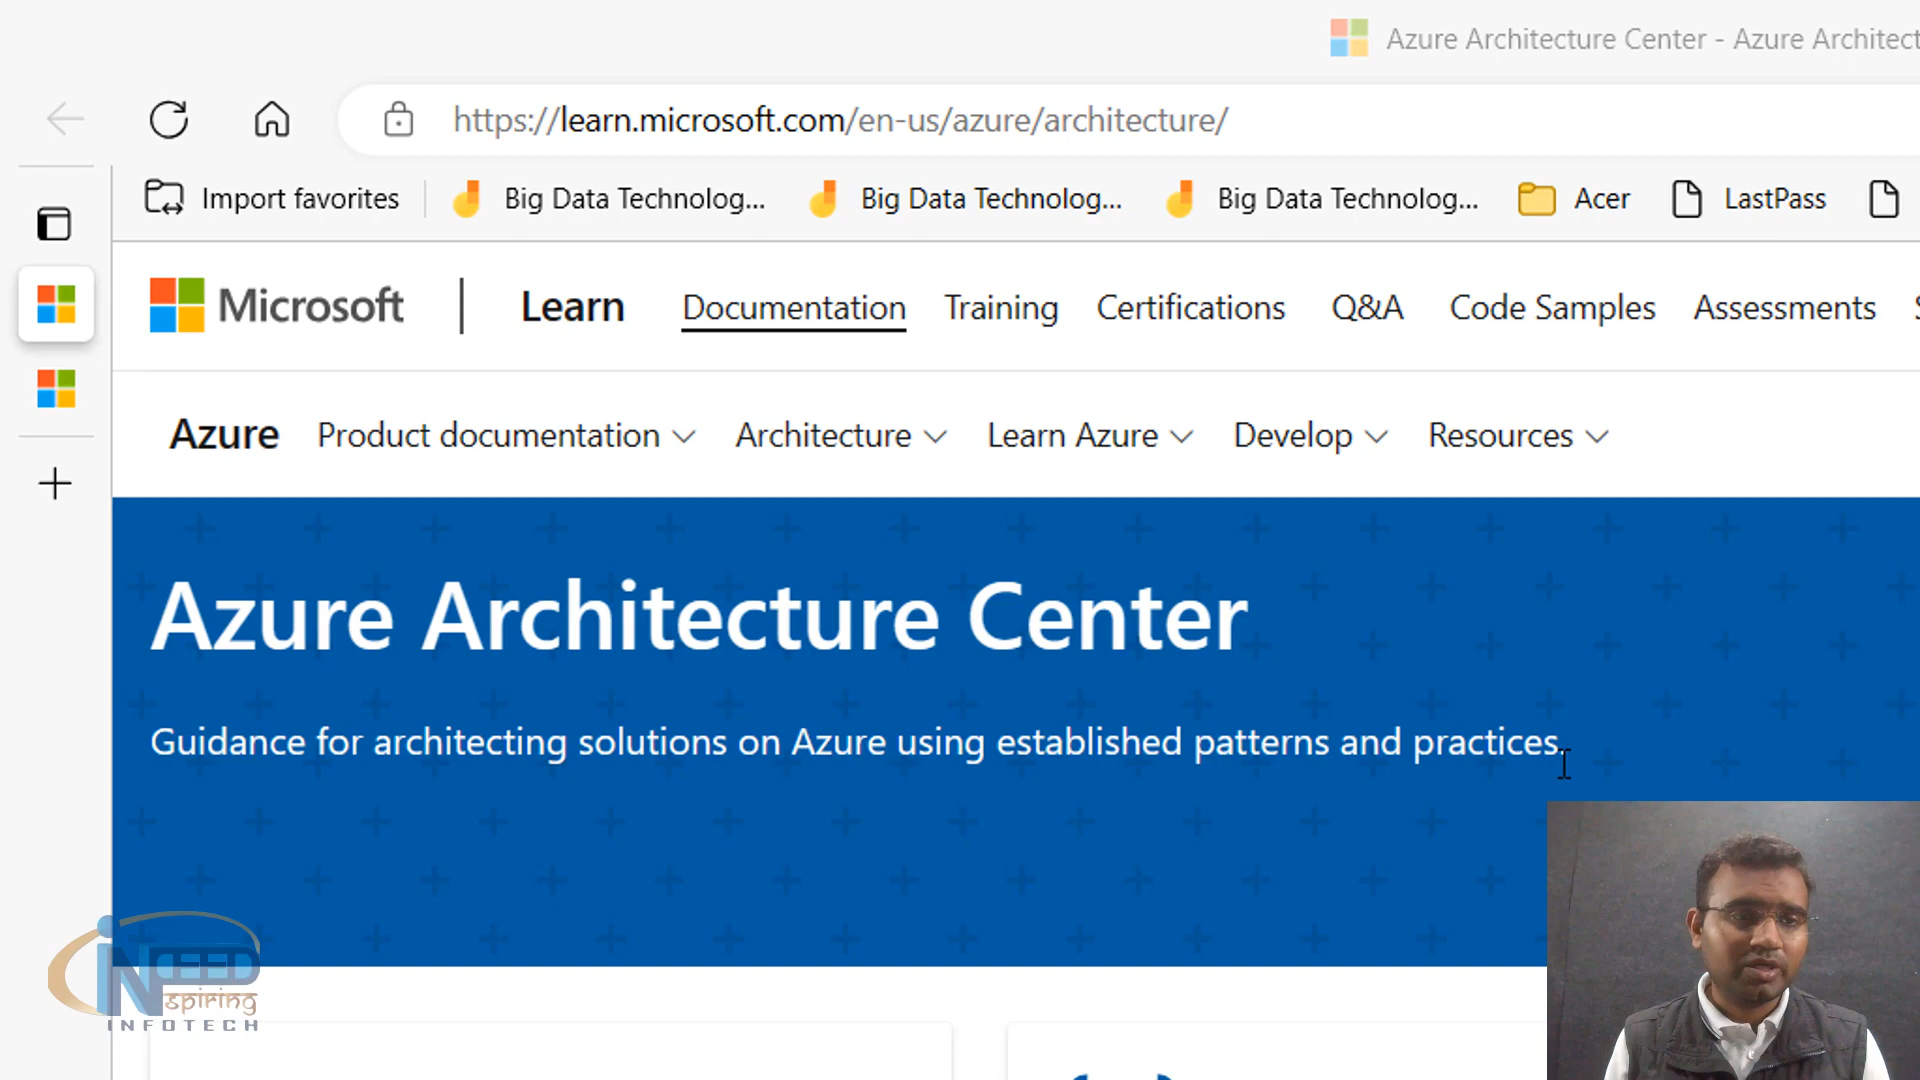 Azure Architecture Center - Azure Architect
https://learn.microsoft.com/en-us/azure/architecture/
Import favorites Big Data Technolog... Big Data Technolog... Big Data Technolog... Acer LastPass
Microsoft | Learn Documentation Training Certifications Q&A Code Samples Assessments S
Azure Product documentation Architecture Learn Azure Develop Resources
Azure Architecture Center
Guidance for architecting solutions on Azure using established patterns and practices.
iNDEED
INspiring
INFOTECH